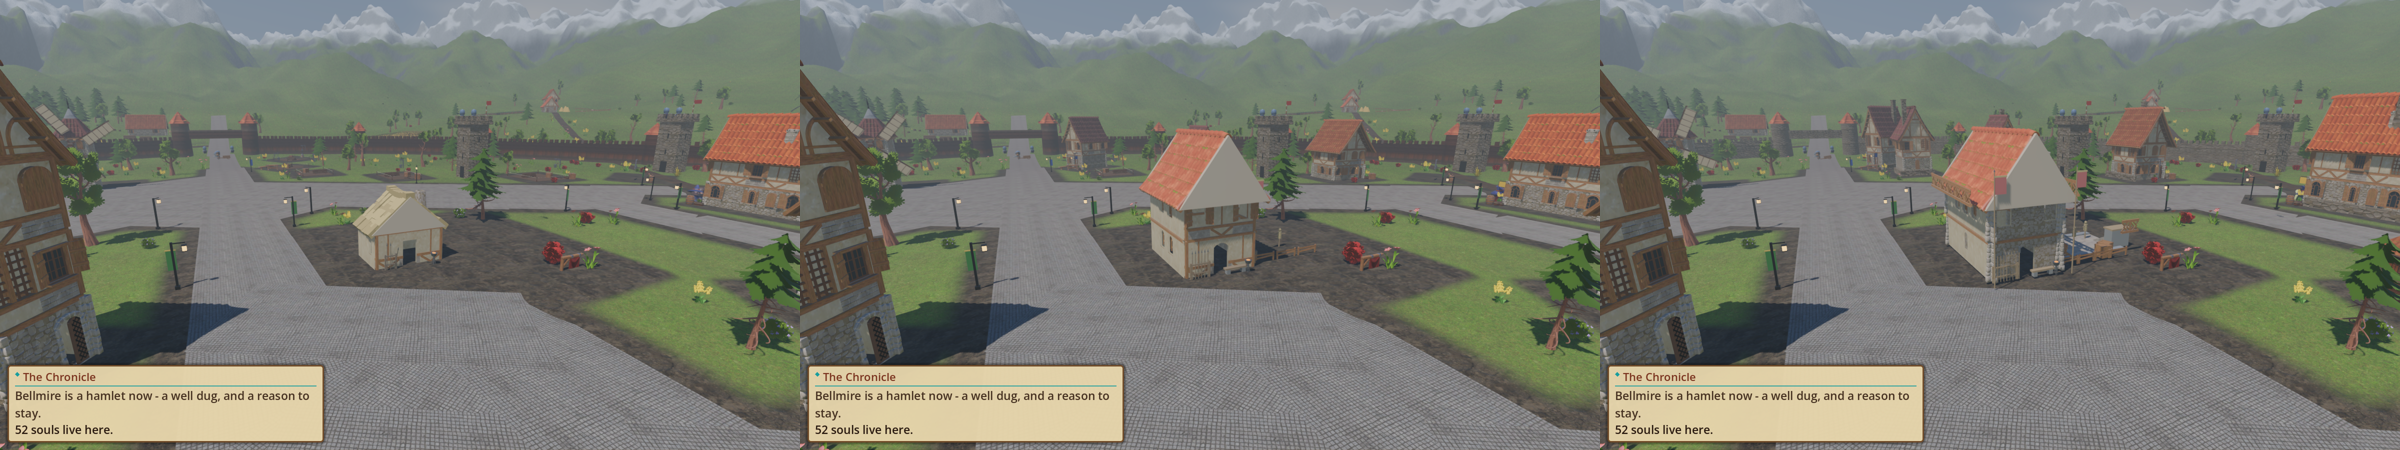 The Chronicle
Bellmire is a hamlet now - a well dug, and a reason to
stay.
52 souls live here.
The Chronicle
Bellmire is a hamlet now - a well dug, and a reason to
stay.
52 souls live here.
The Chronicle
Bellmire is a hamlet now - a well dug, and a reason to
stay.
52 souls live here.